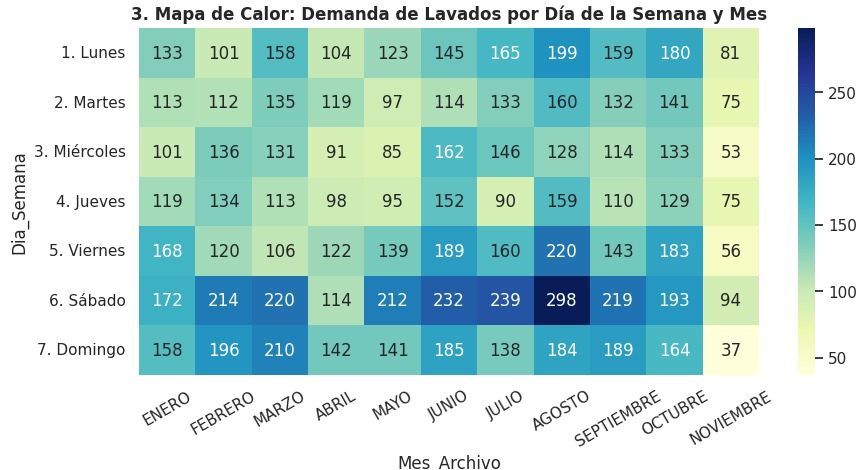 3. Mapa de Calor: Demanda de Lavados por Día de la Semana y Mes
Dia_Semana
1. Lunes 133 101 158 104 123 145 165 199 159 180 81
2. Martes 113 112 135 119 97 114 133 160 132 141 75
3. Miércoles 101 136 131 91 85 162 146 128 114 133 53
4. Jueves 119 134 113 98 95 152 90 159 110 129 75
5. Viernes 168 120 106 122 139 189 160 220 143 183 56
6. Sábado 172 214 220 114 212 232 239 298 219 193 94
7. Domingo 158 196 210 142 141 185 138 184 189 164 37
ENERO FEBRERO MARZO ABRIL MAYO JUNIO JULIO AGOSTO SEPTIEMBRE OCTUBRE NOVIEMBRE
Mes_Archivo
250
200
150
100
50